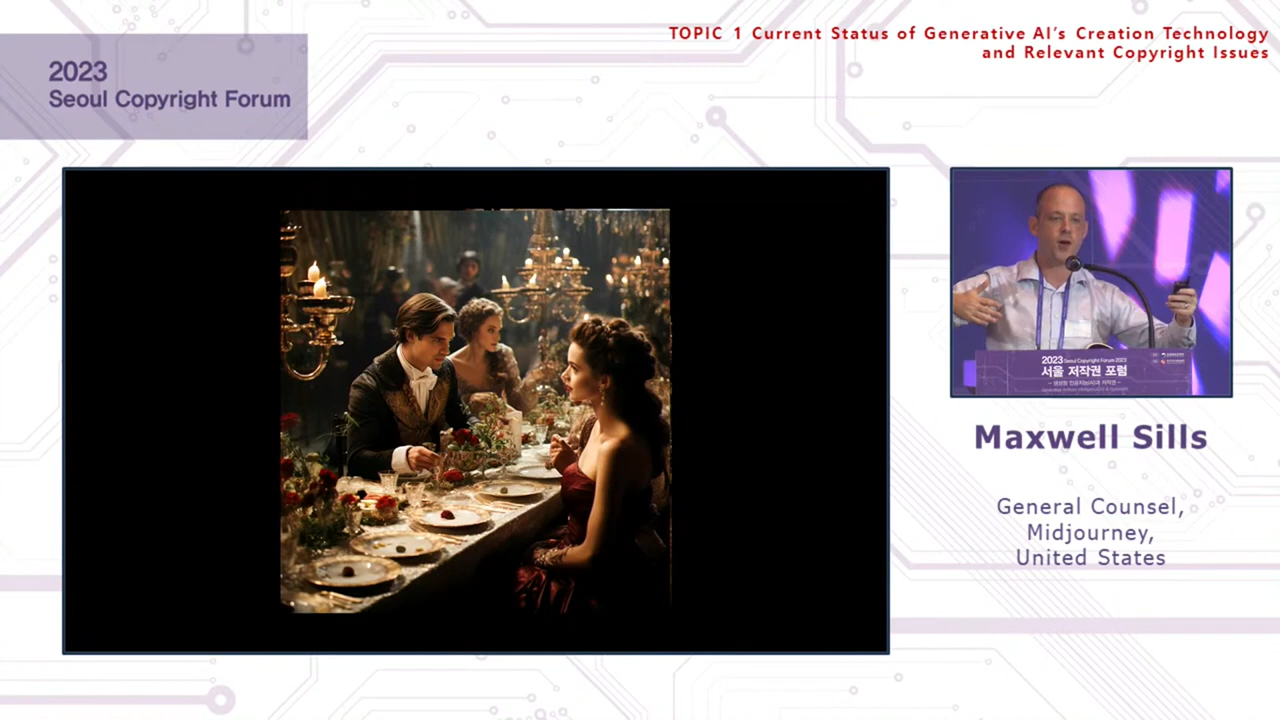 TOPIC 1 Current Status of Generative AI's Creation Technology
and Relevant Copyright Issues
2023
Seoul Copyright Forum
2023 Seoul Copyright Forum 2023
서울 저작권 포럼
Maxwell Sills
General Counsel,
Midjourney,
United States